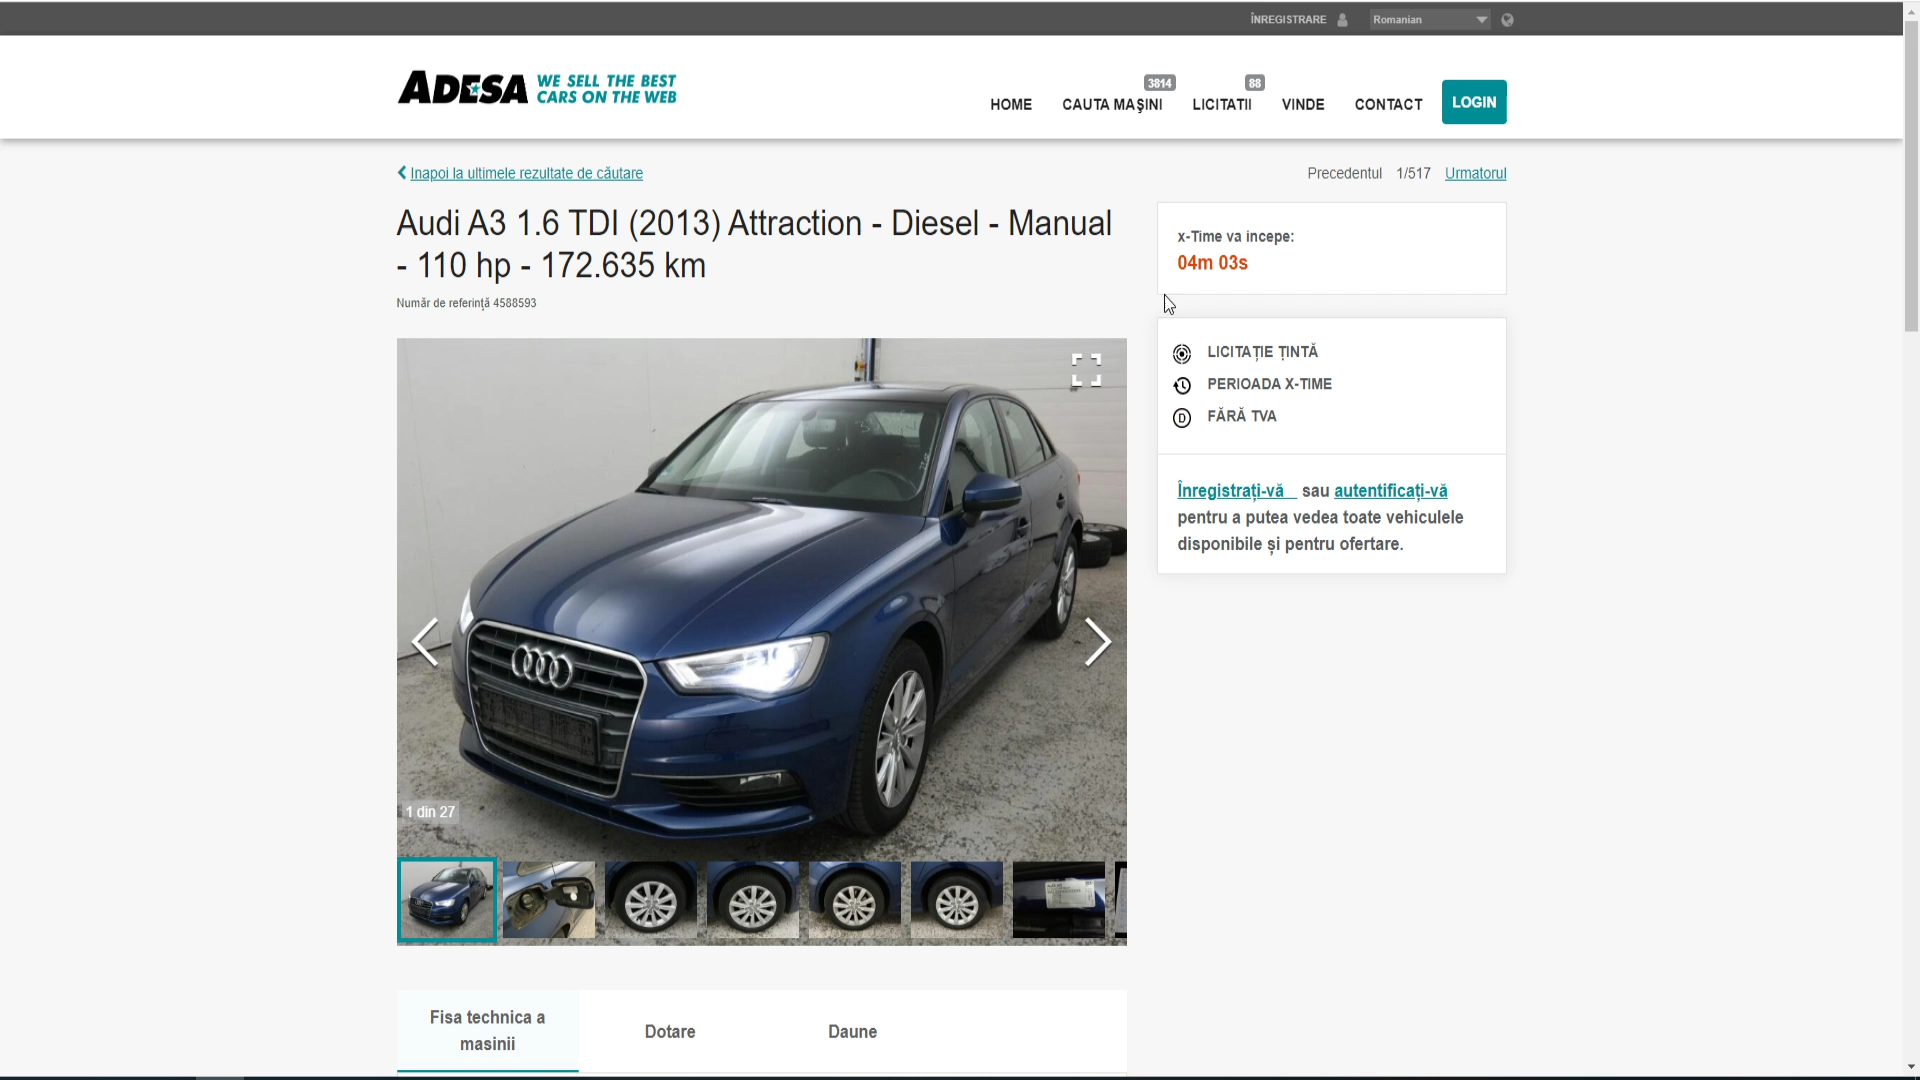 ÎNREGISTRARE
Romanian
ADESA
WE SELL THE BEST
CARS ON THE WEB
HOME
CAUTA MAŞINI
3814
LICITATII
88
VINDE
CONTACT
LOGIN
Inapoi la ultimele rezultate de căutare
Precedentul 1/517 Urmatorul
Audi A3 1.6 TDI (2013) Attraction - Diesel - Manual
- 110 hp - 172.635 km
Număr de referință 4588593
x-Time va incepe:
04m 03s
LICITAȚIE ȚINTĂ
PERIOADA X-TIME
D
FĂRĂ TVA
Înregistrați-vă sau autentificați-vă
pentru a putea vedea toate vehiculele
disponibile și pentru ofertare.
1 din 27
Fisa technica a
masinii
Dotare
Daune